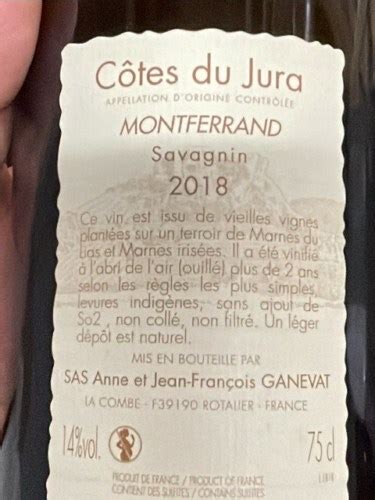 Côtes du Jura
APPELLATION D'ORIGINE CONTRÔLÉE
MONTFERRAND
Savagnin
2018
Ce vin est issu de vieilles vignes
plantées sur un terroir de Marnes du
Lias et Marnes irisées. Il a été vinifié
à l'abri de l'air (ouillé) plus de 2 ans
selon les règles les plus simples,
levures indigènes, sans ajout de
So2, non collé, non filtré. Un léger
dépôt est naturel.
MIS EN BOUTEILLE PAR
SAS Anne et Jean-François GANEVAT
LA COMBE - F39190 ROTALIER - FRANCE
14%vol. 75 cl
PRODUIT DE FRANCE / PRODUCT OF FRANCE
CONTIENT DES SULFITES / CONTAINS SULFITES